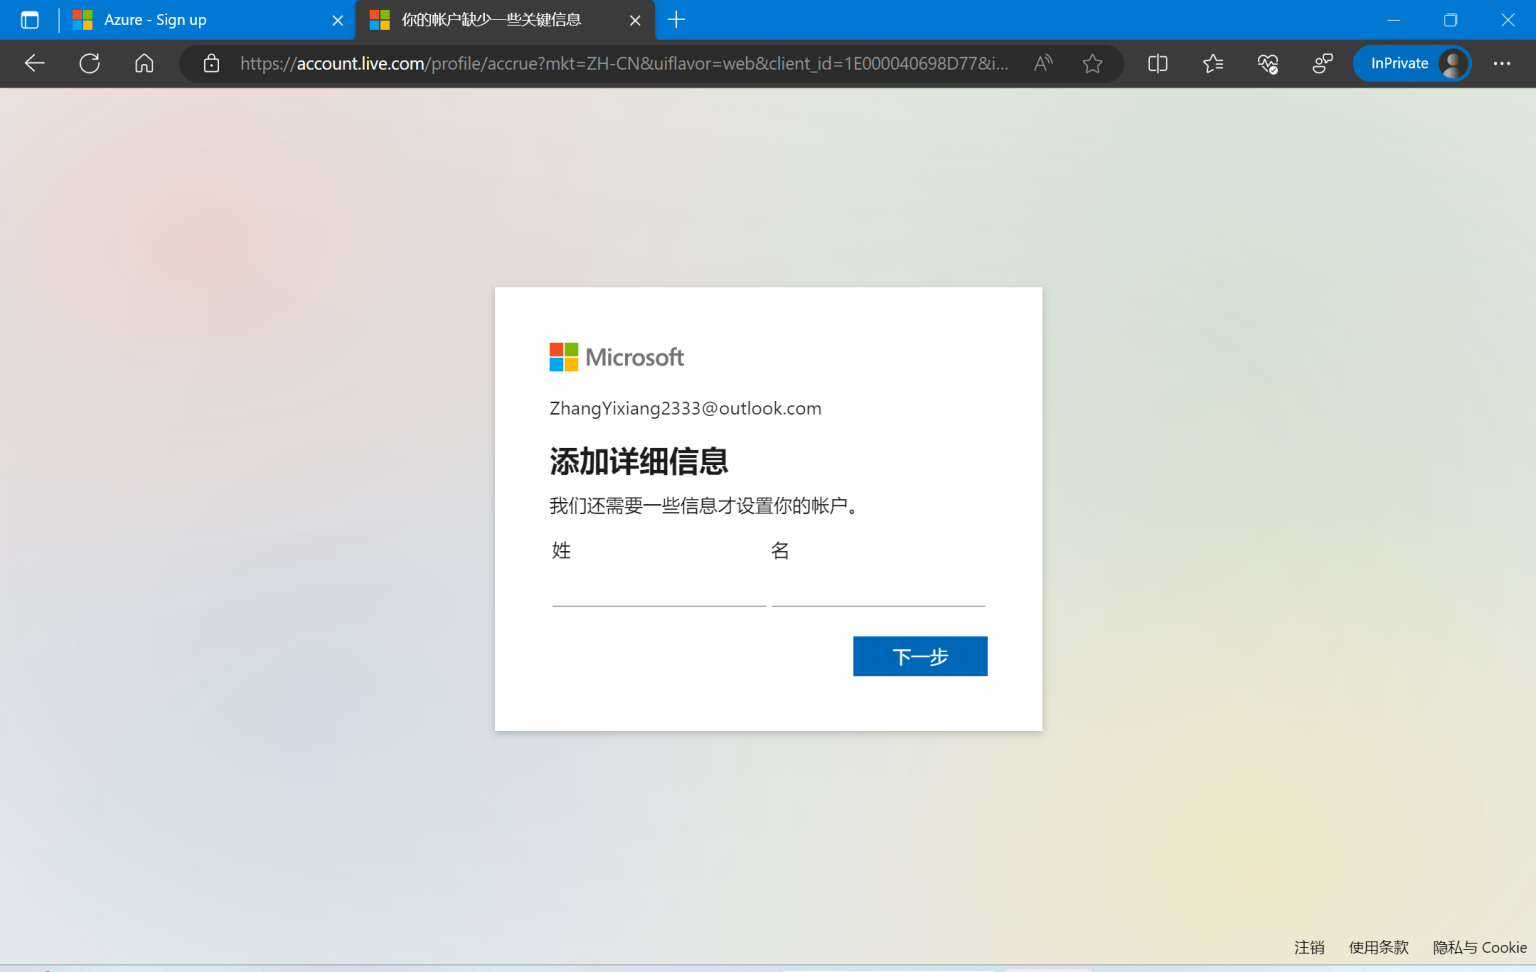 Azure - Sign up
你的帐户缺少一些关键信息
https://account.live.com/profile/accrue?mkt=ZH-CN&uiflavor=web&client_id=1E000040698D77&i...
InPrivate
Microsoft
ZhangYixiang2333@outlook.com
添加详细信息
我们还需要一些信息才设置你的帐户。
姓 名
下一步
注销 使用条款 隐私与 Cookie